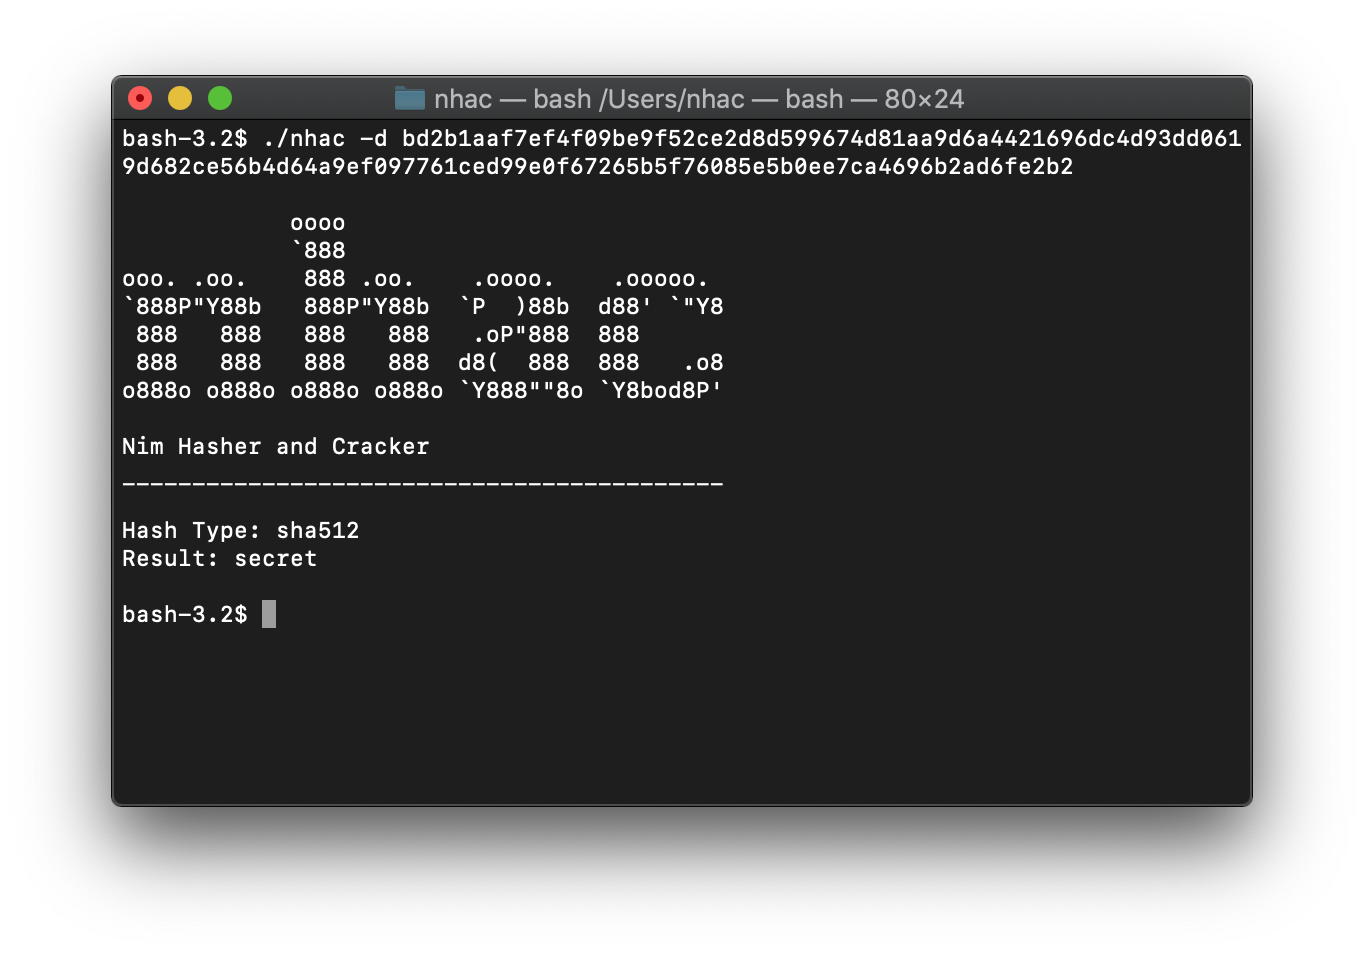 nhac — bash /Users/nhac — bash — 80×24
bash-3.2$ ./nhac -d bd2b1aaf7ef4f09be9f52ce2d8d599674d81aa9d6a4421696dc4d93dd061
9d682ce56b4d64a9ef097761ced99e0f67265b5f76085e5b0ee7ca4696b2ad6fe2b2
            oooo
            `888
ooo. .oo.    888 .oo.    .oooo.    .ooooo.
`888P"Y88b   888P"Y88b  `P  )88b  d88' `"Y8
 888   888   888   888   .oP"888  888
 888   888   888   888  d8(  888  888   .o8
o888o o888o o888o o888o `Y888""8o `Y8bod8P'
Nim Hasher and Cracker
___________________________________________
Hash Type: sha512
Result: secret
bash-3.2$